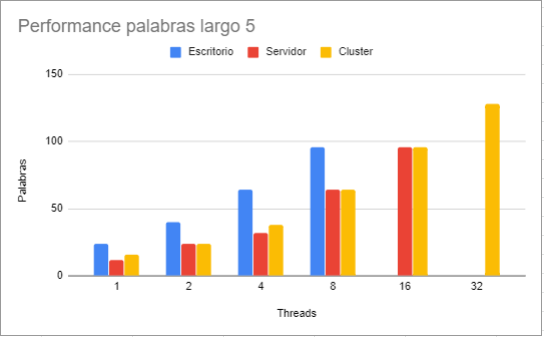 Performance palabras largo 5
Escritorio Servidor Cluster
150
100
50
0
Palabras
1 2 4 8 16 32
Threads